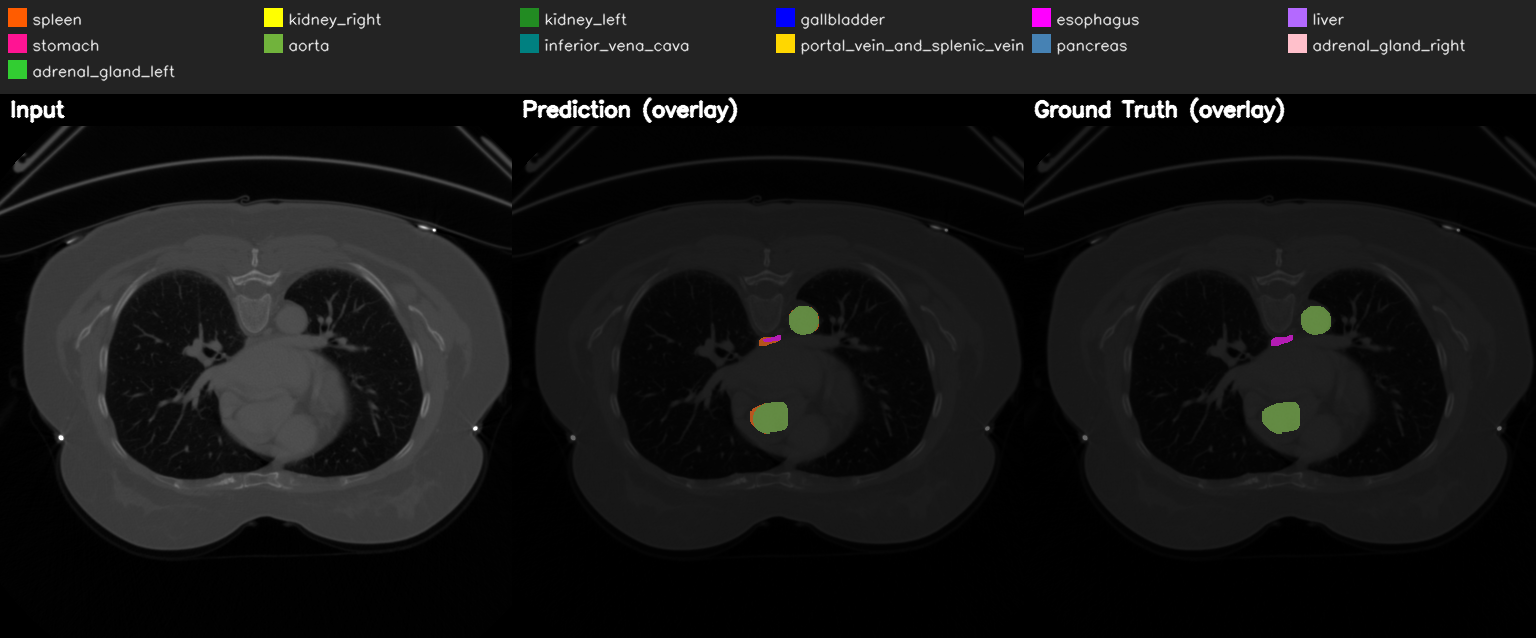 spleen kidney_right kidney_left gallbladder esophagus liver
stomach aorta inferior_vena_cava portal_vein_and_splenic_vein pancreas adrenal_gland_right
adrenal_gland_left
Input Prediction (overlay) Ground Truth (overlay)